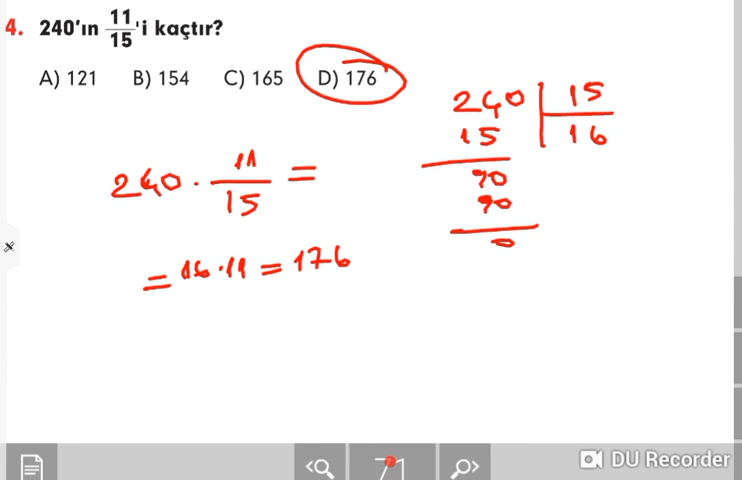 4. 240'ın 11/15'i kaçtır?
A) 121 B) 154 C) 165 D) 176
240 | 15
15 | 16
90
90
0
240 · 11/15 =
= 16 · 11 = 176
71
DU Recorder